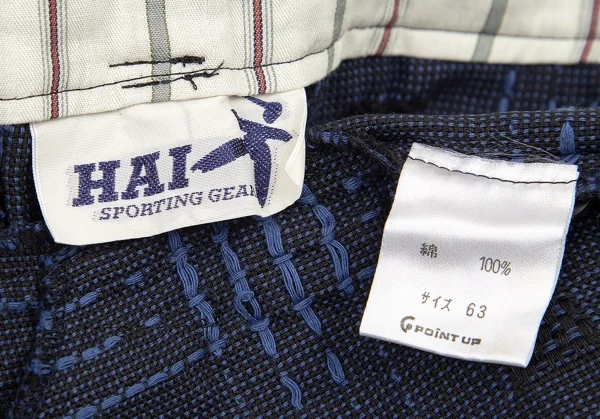 HAI
SPORTING GEAR
綿 100%
サイズ 63
POINT UP